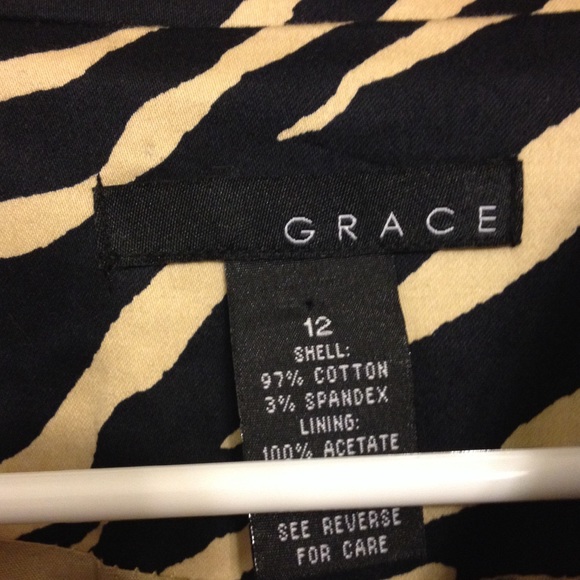 GRACE
12
SHELL:
97% COTTON
3% SPANDEX
LINING:
100% ACETATE
SEE REVERSE
FOR CARE